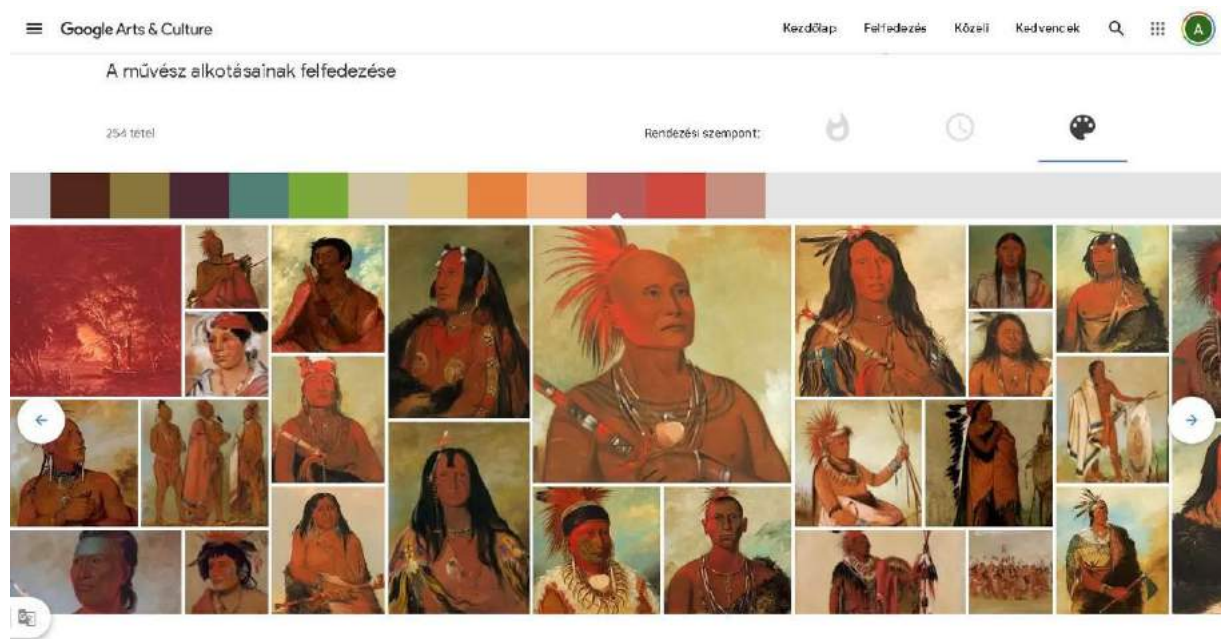 Google Arts & Culture
Kezdőlap Felfedezés Közeli Kedvencek
A
A művész alkotásainak felfedezése
254 tétel
Rendezési szempont: